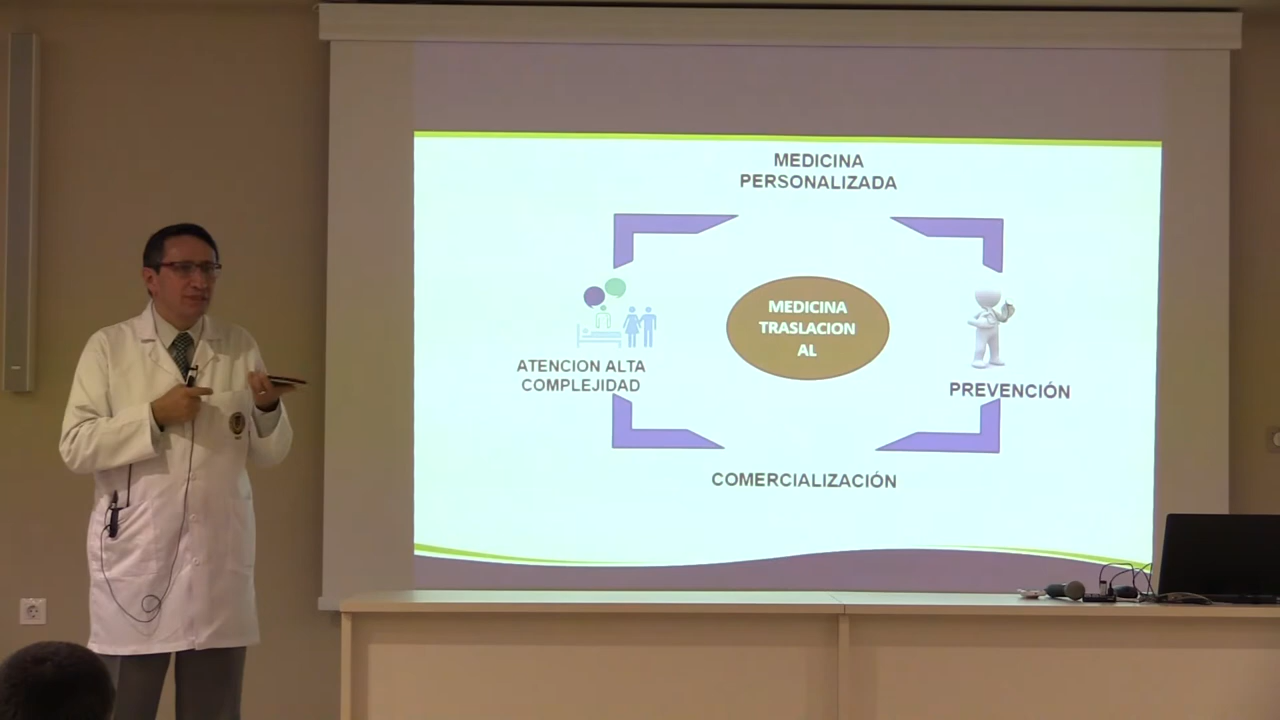 MEDICINA
PERSONALIZADA
MEDICINA
TRASLACION
AL
ATENCION ALTA
COMPLEJIDAD
PREVENCIÓN
COMERCIALIZACIÓN